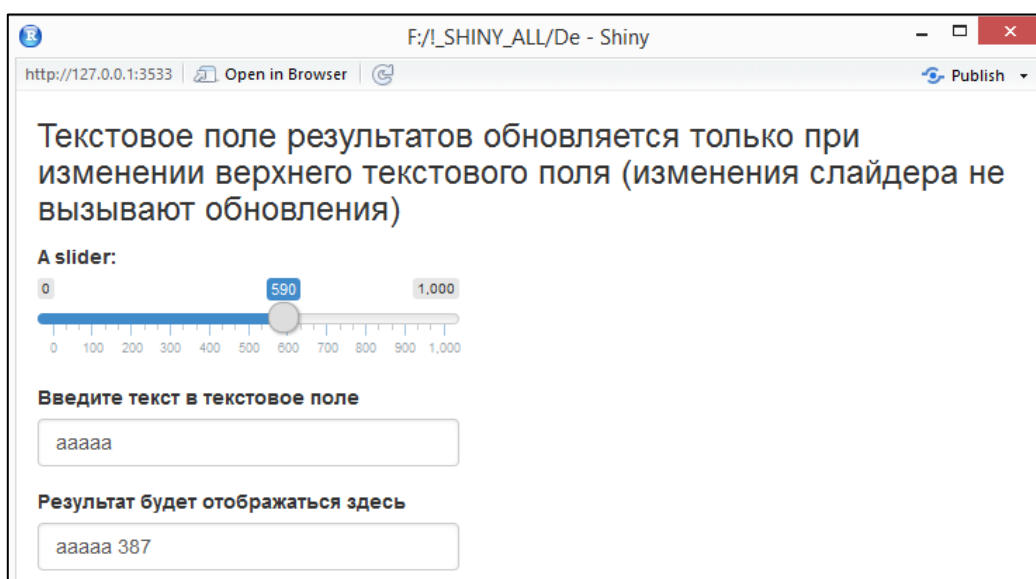 R
F:/!_SHINY_ALL/De - Shiny
http://127.0.0.1:3533 Open in Browser Publish
Текстовое поле результатов обновляется только при
изменении верхнего текстового поля (изменения слайдера не
вызывают обновления)
A slider:
0 590 1,000
0 100 200 300 400 500 600 700 800 900 1,000
Введите текст в текстовое поле
aaaaa
Результат будет отображаться здесь
aaaaa 387